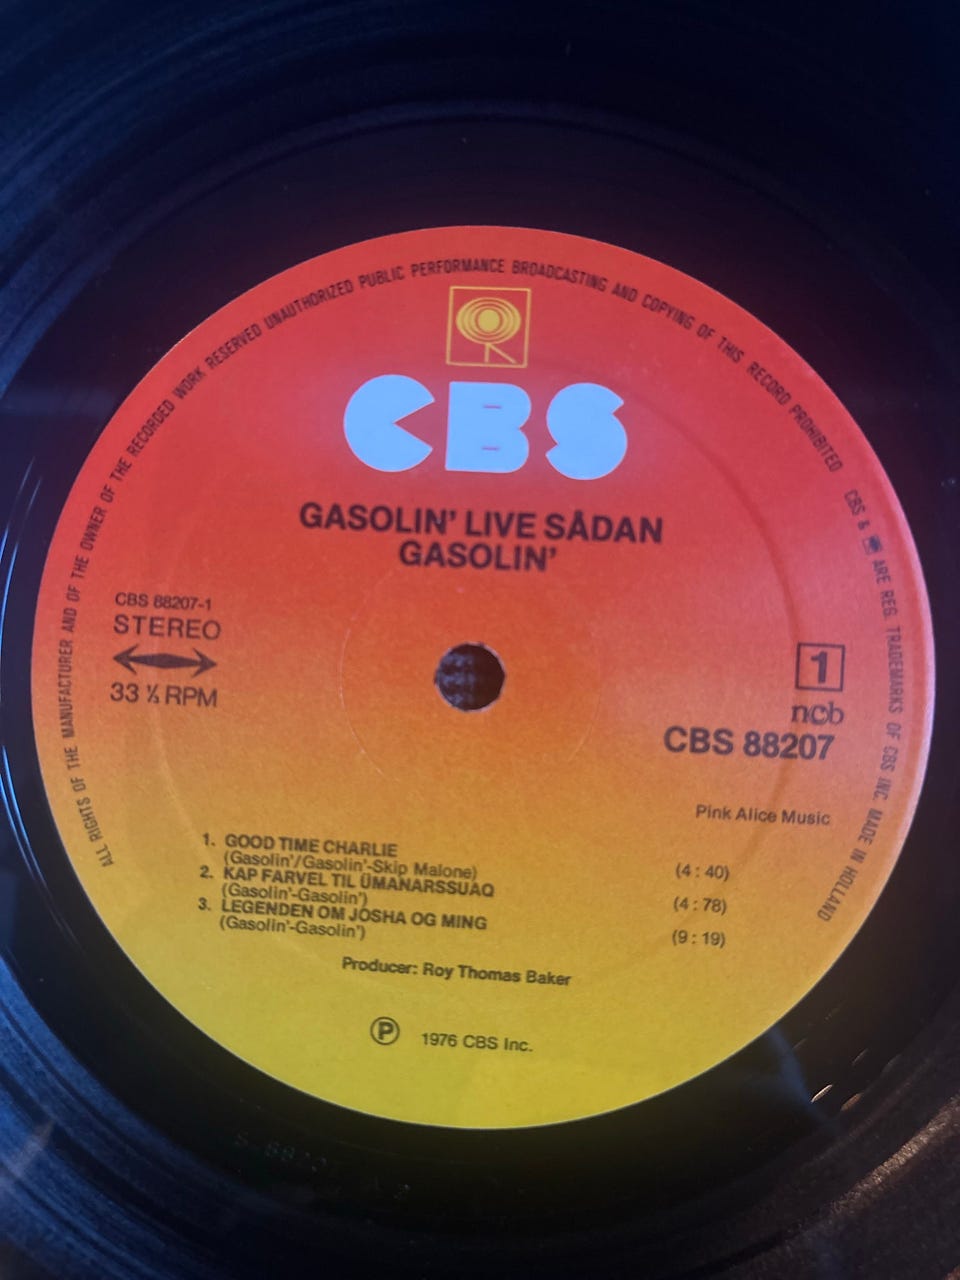 ALL RIGHTS OF THE MANUFACTURER AND OF THE OWNER OF THE RECORDED WORK RESERVED UNAUTHORIZED PUBLIC PERFORMANCE BROADCASTING AND COPYING OF THIS RECORD PROHIBITED
CBS & ARE REG. TRADEMARKS OF CBS INC. MADE IN HOLLAND
CBS
GASOLIN' LIVE SÅDAN
GASOLIN'
CBS 88207-1
STEREO
33 ⅓ RPM
1
ncb
CBS 88207
Pink Alice Music
1. GOOD TIME CHARLIE
(Gasolin'/Gasolin'-Skip Malone) (4 : 40)
2. KAP FARVEL TIL ÜMANARSSUAQ
(Gasolin'-Gasolin') (4 : 78)
3. LEGENDEN OM JOSHA OG MING
(Gasolin'-Gasolin') (9 : 19)
Producer: Roy Thomas Baker
Ⓟ 1976 CBS Inc.